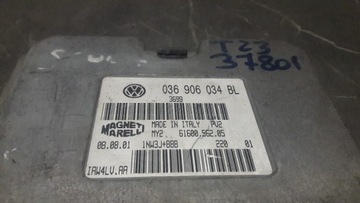 T23
37801
036 906 034 BL
3699
MADE IN ITALY PV2
MAGNETI
MARELLI
MY2.. 61600.562.05
08.08.01 1NW3J+888 220 01
IAW4LV.AA